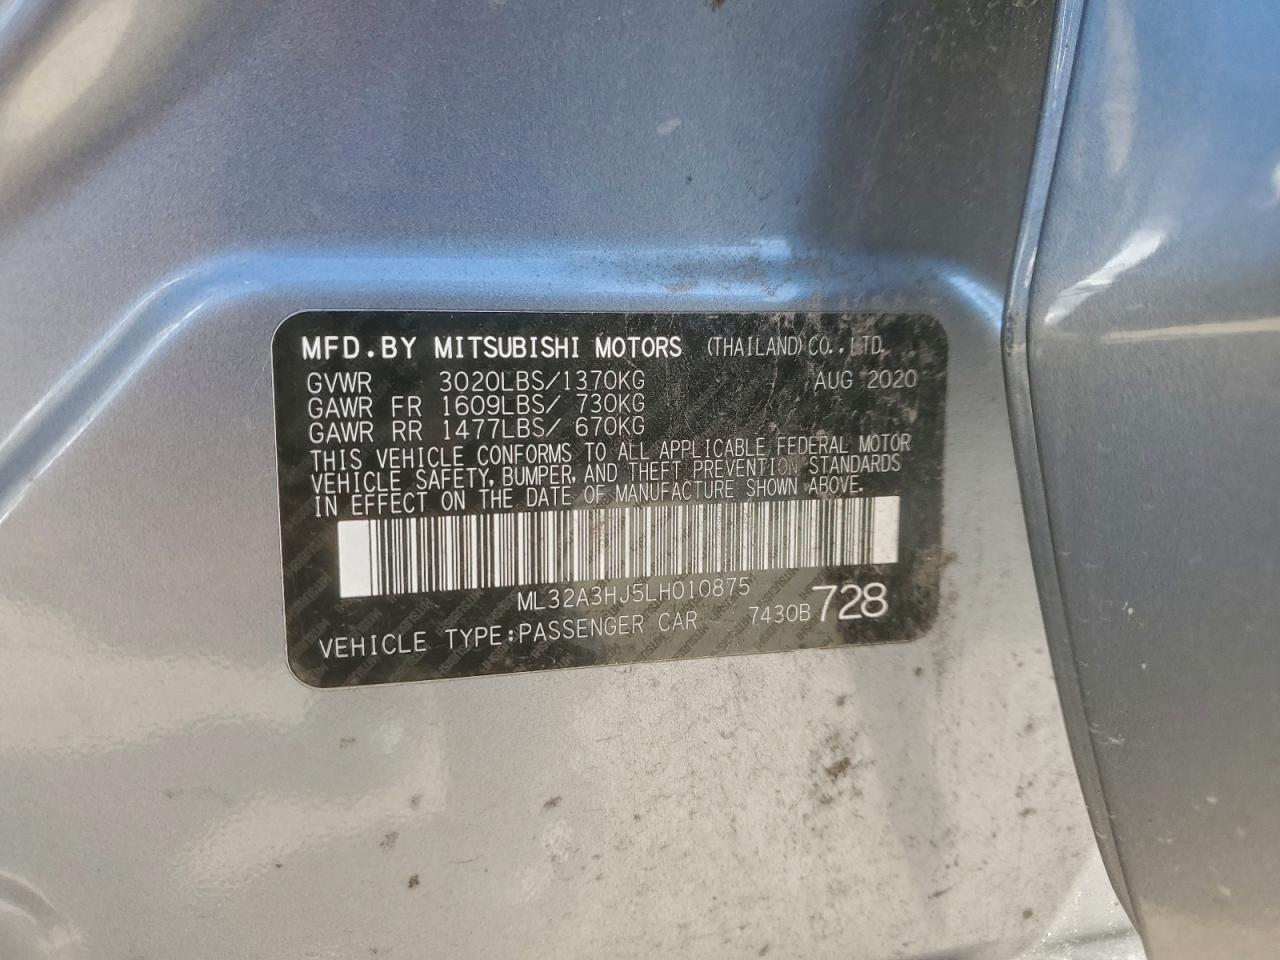 MFD.BY MITSUBISHI MOTORS (THAILAND) CO.,LTD.
GVWR 3020LBS/1370KG AUG 2020
GAWR FR 1609LBS/ 730KG
GAWR RR 1477LBS/ 670KG
THIS VEHICLE CONFORMS TO ALL APPLICABLE FEDERAL MOTOR
VEHICLE SAFETY, BUMPER, AND THEFT PREVENTION STANDARDS
IN EFFECT ON THE DATE OF MANUFACTURE SHOWN ABOVE.
ML32A3HJ5LH010875
VEHICLE TYPE:PASSENGER CAR 7430B 728